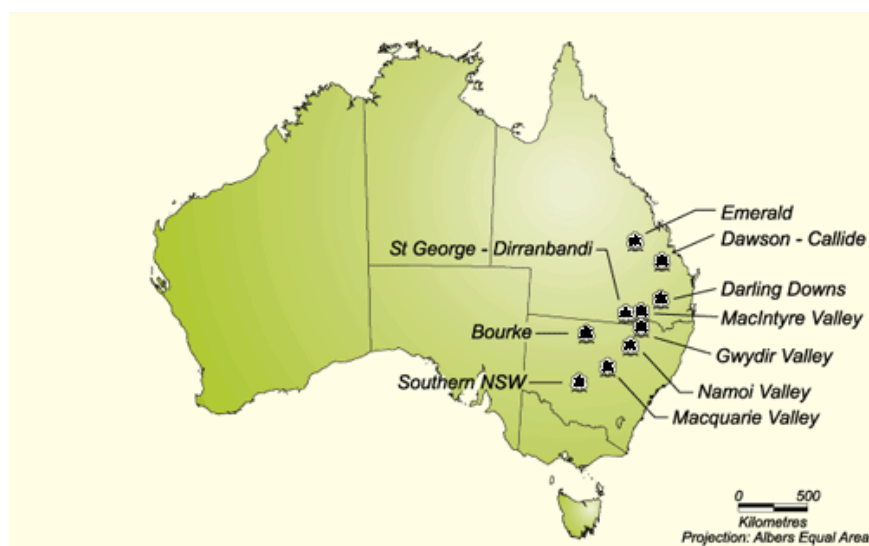 Emerald
Dawson - Callide
St George - Dirranbandi
Darling Downs
MacIntyre Valley
Bourke
Gwydir Valley
Southern NSW
Namoi Valley
Macquarie Valley
0 500
Kilometres
Projection: Albers Equal Area